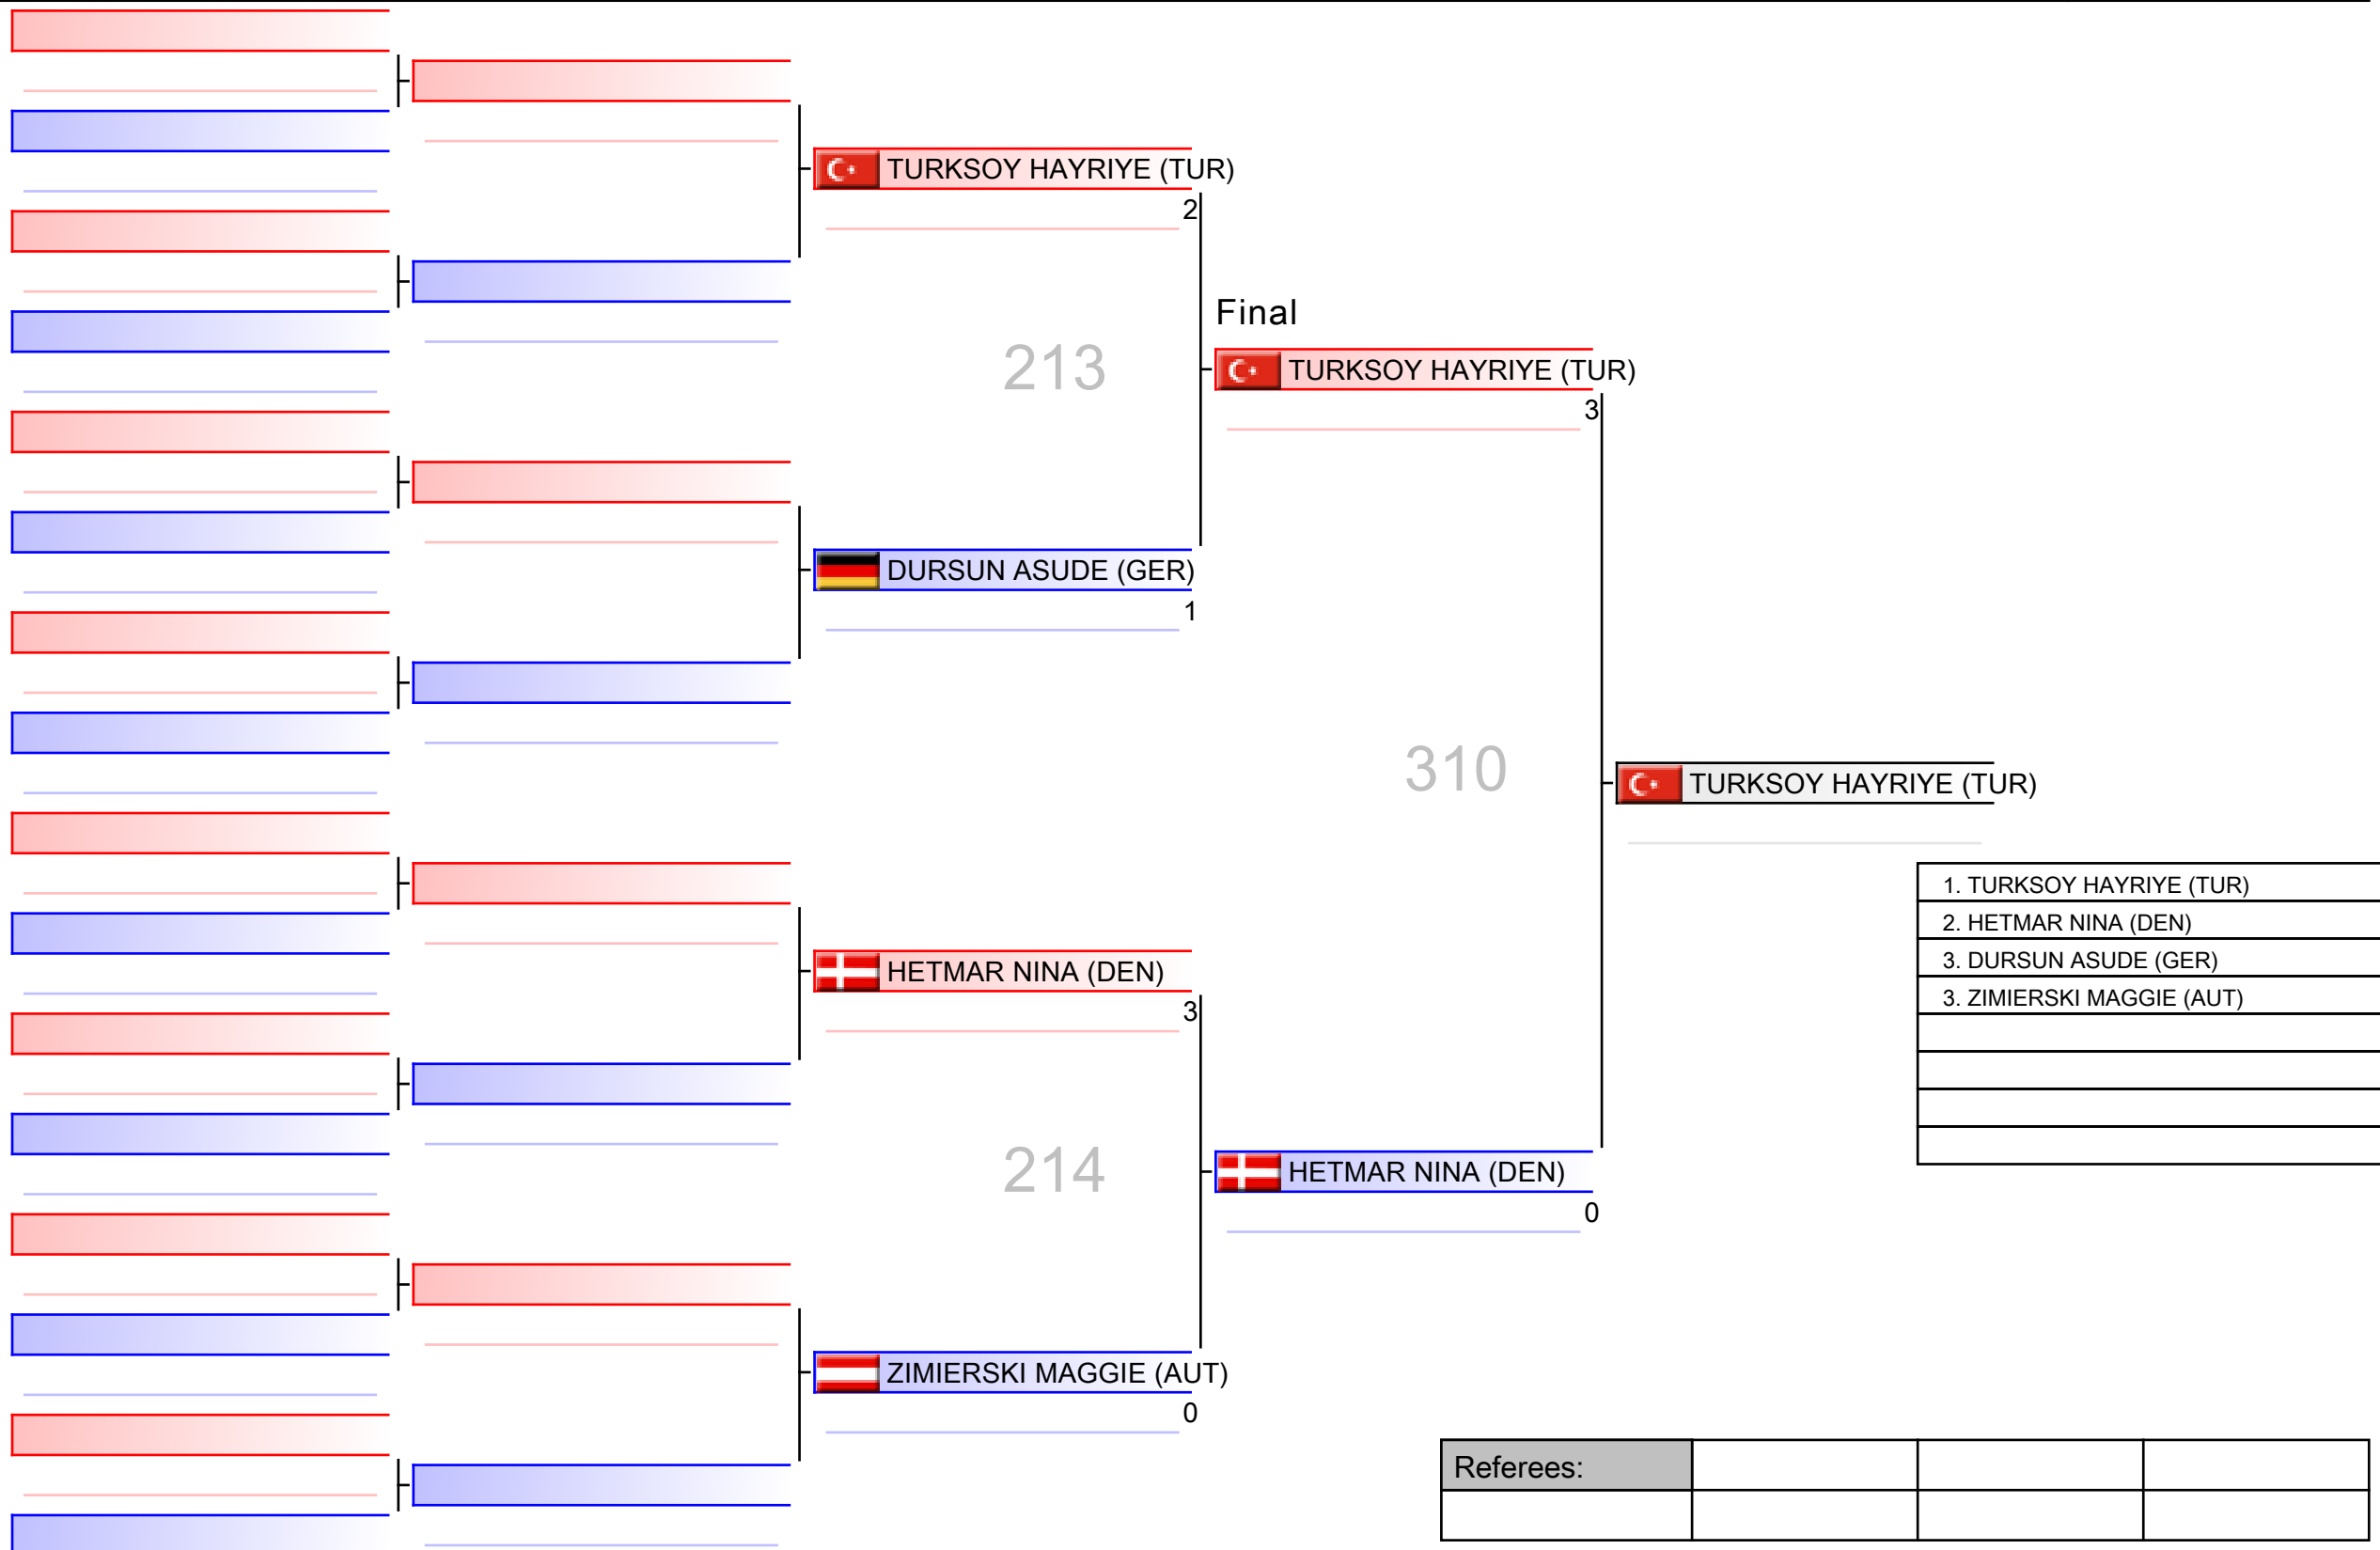 TURKSOY HAYRIYE (TUR)
2
213
DURSUN ASUDE (GER)
1
Final
TURKSOY HAYRIYE (TUR)
3
310
TURKSOY HAYRIYE (TUR)
HETMAR NINA (DEN)
3
214
HETMAR NINA (DEN)
0
ZIMIERSKI MAGGIE (AUT)
0
1. TURKSOY HAYRIYE (TUR)
2. HETMAR NINA (DEN)
3. DURSUN ASUDE (GER)
3. ZIMIERSKI MAGGIE (AUT)
Referees: